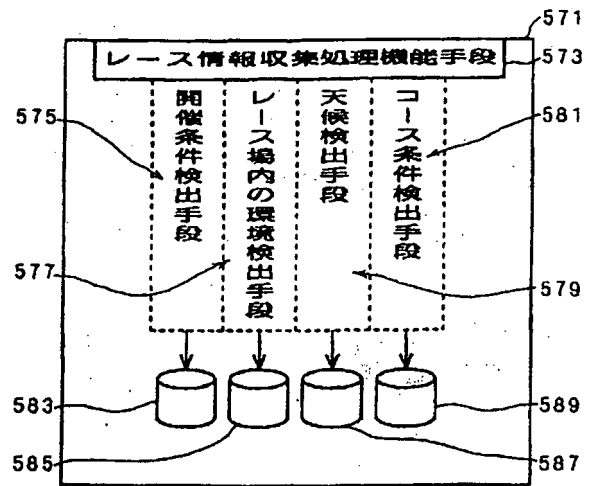 571
レース情報収集処理機能手段
573
575
開催条件検出手段
レース場内の環境検出手段
天候検出手段
コース条件検出手段
581
577
579
583
589
585
587